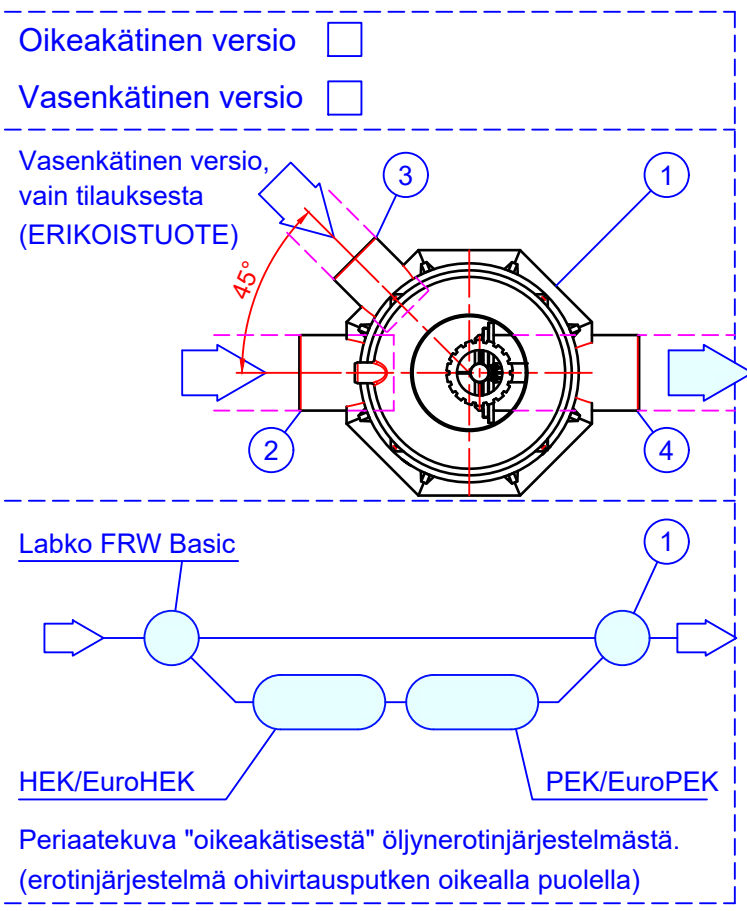 Oikeakätinen versio
Vasenkätinen versio
Vasenkätinen versio,
vain tilauksesta
(ERIKOISTUOTE)
3
1
45°
2
4
Labko FRW Basic
1
HEK/EuroHEK
PEK/EuroPEK
Periaatekuva "oikeakätisestä" öljynerotinjärjestelmästä.
(erotinjärjestelmä ohivirtausputken oikealla puolella)